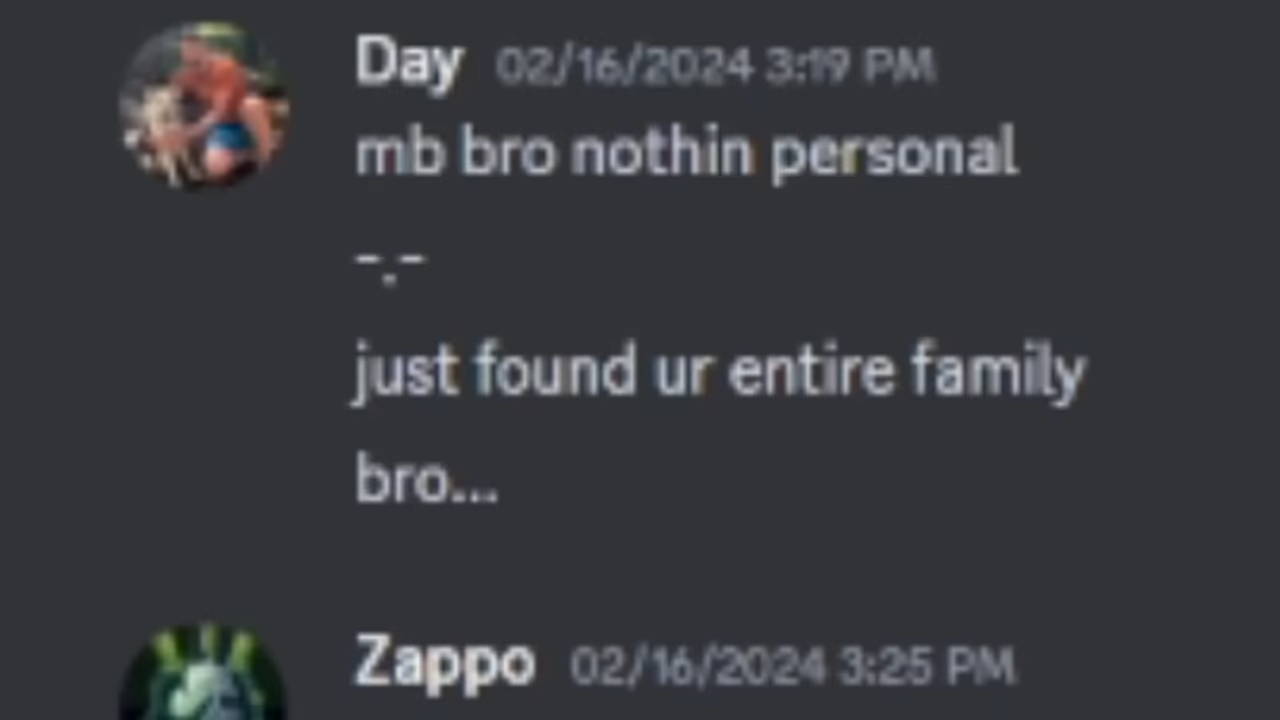 Day 02/16/2024 3:19 PM
mb bro nothin personal
-.-
just found ur entire family
bro...
Zappo 02/16/2024 3:25 PM